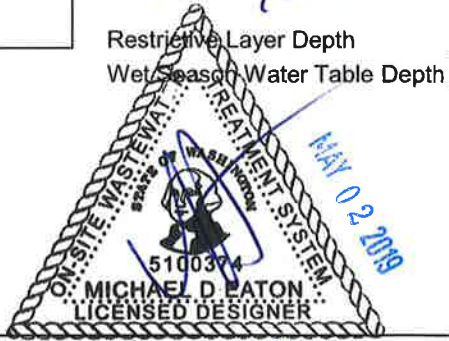 Restrictive Layer Depth
Wet Season Water Table Depth
ON-SITE WASTEWAT TREATMENT SYSTEM
STATE OF WASHINGTON
MAY 02 2019
5100374
MICHAEL D EATON
LICENSED DESIGNER